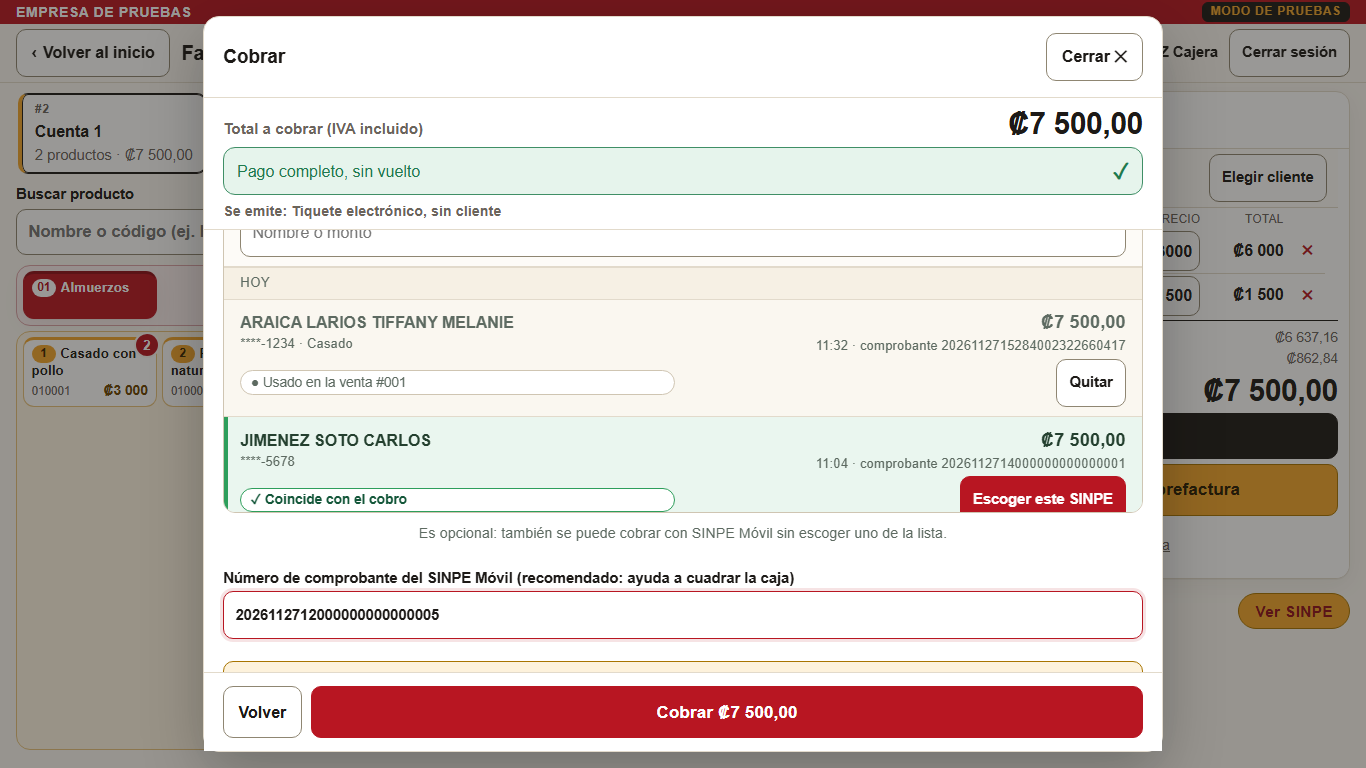 EMPRESA DE PRUEBAS
MODO DE PRUEBAS
‹ Volver al inicio
Cajera
Cerrar sesión
Cobrar
Cerrar ✕
#2
Cuenta 1
2 productos · ₡7 500,00
Buscar producto
Nombre o código (ej.
01 Almuerzos
1 Casado con pollo
2
010001
₡3 000
2
Total a cobrar (IVA incluido)
₡7 500,00
Pago completo, sin vuelto ✓
Se emite: Tiquete electrónico, sin cliente
Nombre o monto
HOY
ARAICA LARIOS TIFFANY MELANIE
₡7 500,00
****-1234 · Casado
11:32 · comprobante 2026112715284002322660417
● Usado en la venta #001
Quitar
JIMENEZ SOTO CARLOS
₡7 500,00
****-5678
11:04 · comprobante 2026112714000000000000001
✓ Coincide con el cobro
Escoger este SINPE
Es opcional: también se puede cobrar con SINPE Móvil sin escoger uno de la lista.
Número de comprobante del SINPE Móvil (recomendado: ayuda a cuadrar la caja)
2026112712000000000000005
Volver
Cobrar ₡7 500,00
Elegir cliente
TOTAL
₡6 000 ✕
500
₡1 500 ✕
₡6 637,16
₡862,84
₡7 500,00
Ver SINPE